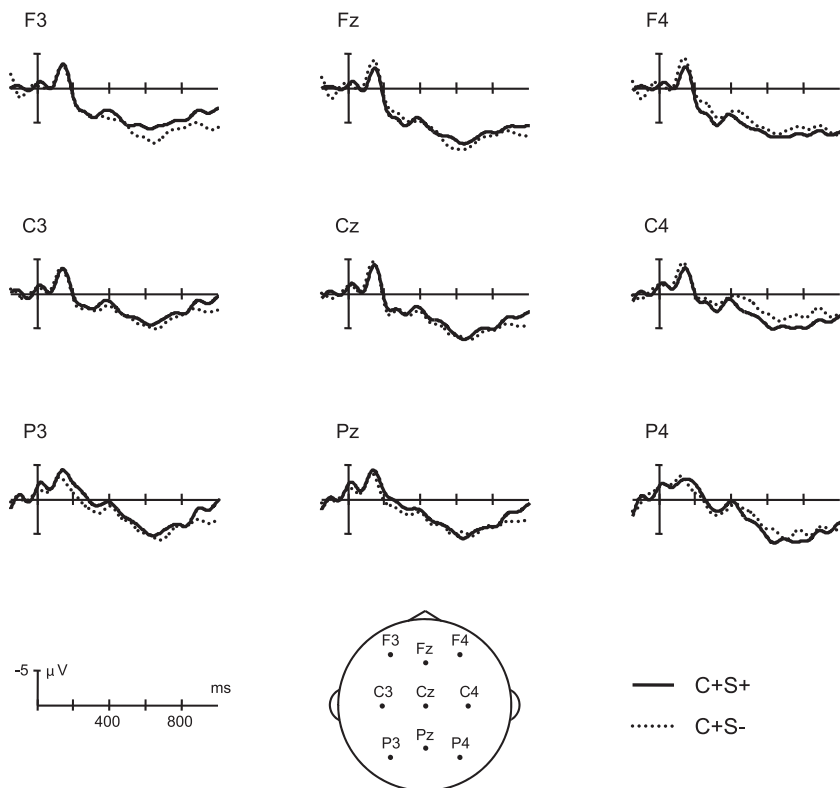 F3 Fz F4
C3 Cz C4
P3 Pz P4
F3 Fz F4
C3 Cz C4
P3 Pz P4
-5 μV
ms
400 800
C+S+
C+S-